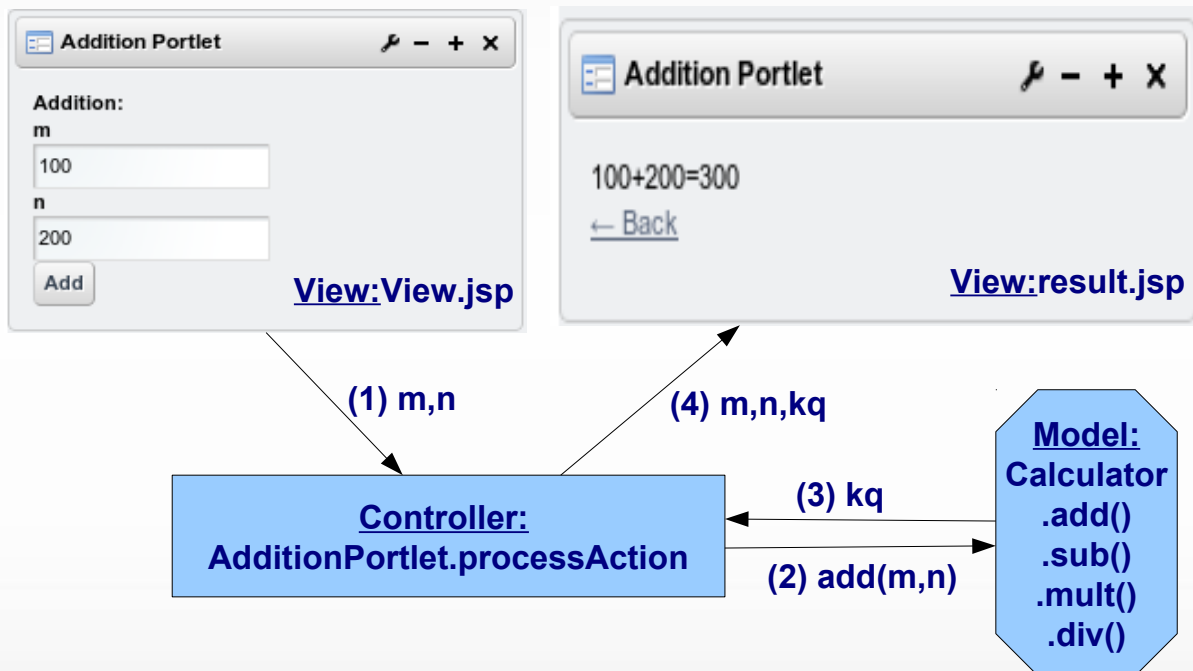 Addition Portlet
Addition:
m
100
n
200
Add
View:View.jsp
Addition Portlet
100+200=300
← Back
View:result.jsp
(1) m,n
(4) m,n,kq
Controller:
AdditionPortlet.processAction
(3) kq
(2) add(m,n)
Model:
Calculator
.add()
.sub()
.mult()
.div()